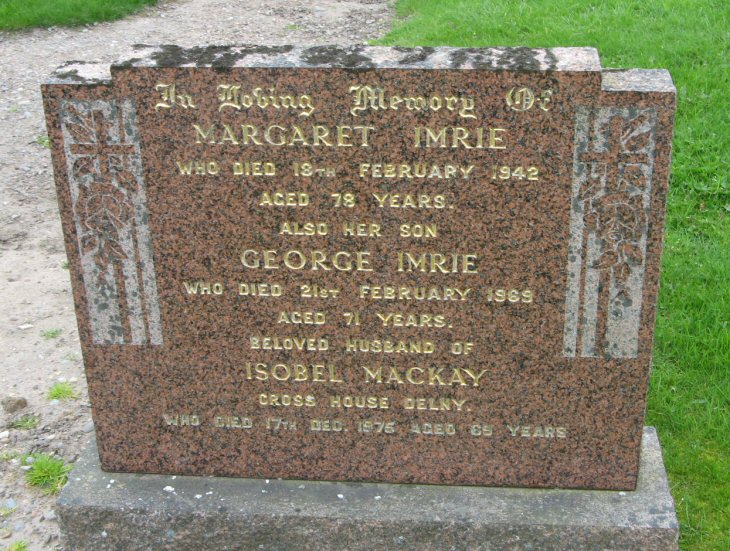 In Loving Memory Of
MARGARET IMRIE
WHO DIED 18TH FEBRUARY 1942
AGED 78 YEARS.
ALSO HER SON
GEORGE IMRIE
WHO DIED 21ST FEBRUARY 1969
AGED 71 YEARS.
BELOVED HUSBAND OF
ISOBEL MACKAY
CROSS HOUSE DELNY.
WHO DIED 17TH DEC. 1975 AGED 69 YEARS